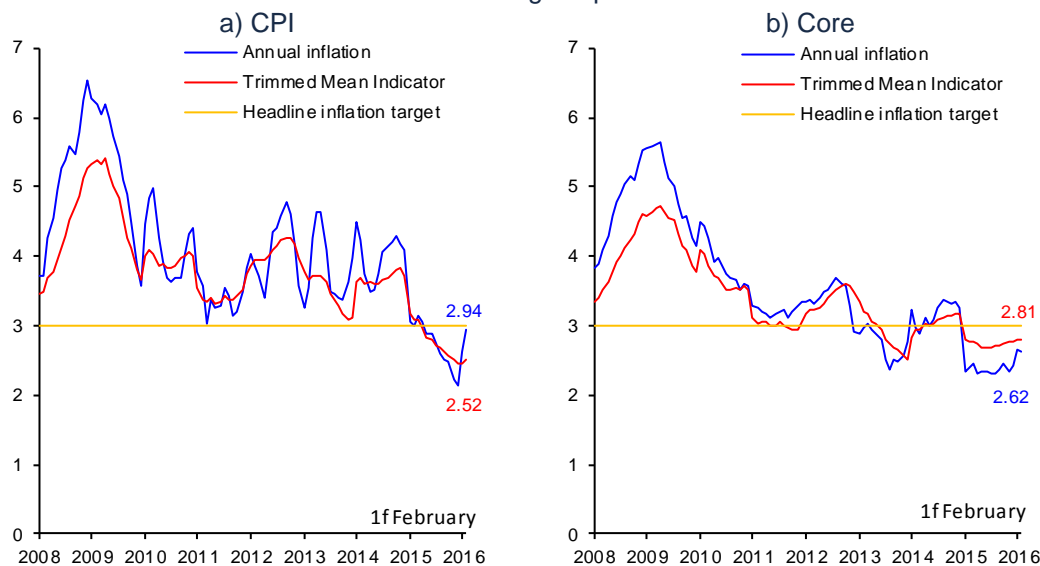 a) CPI
7
6
5
4
3
2
1
0
Annual inflation
Trimmed Mean Indicator
Headline inflation target
2.94
2.52
1f February
2008 2009 2010 2011 2012 2013 2014 2015 2016
b) Core
7
6
5
4
3
2
1
0
Annual inflation
Trimmed Mean Indicator
Headline inflation target
2.81
2.62
1f February
2008 2009 2010 2011 2012 2013 2014 2015 2016